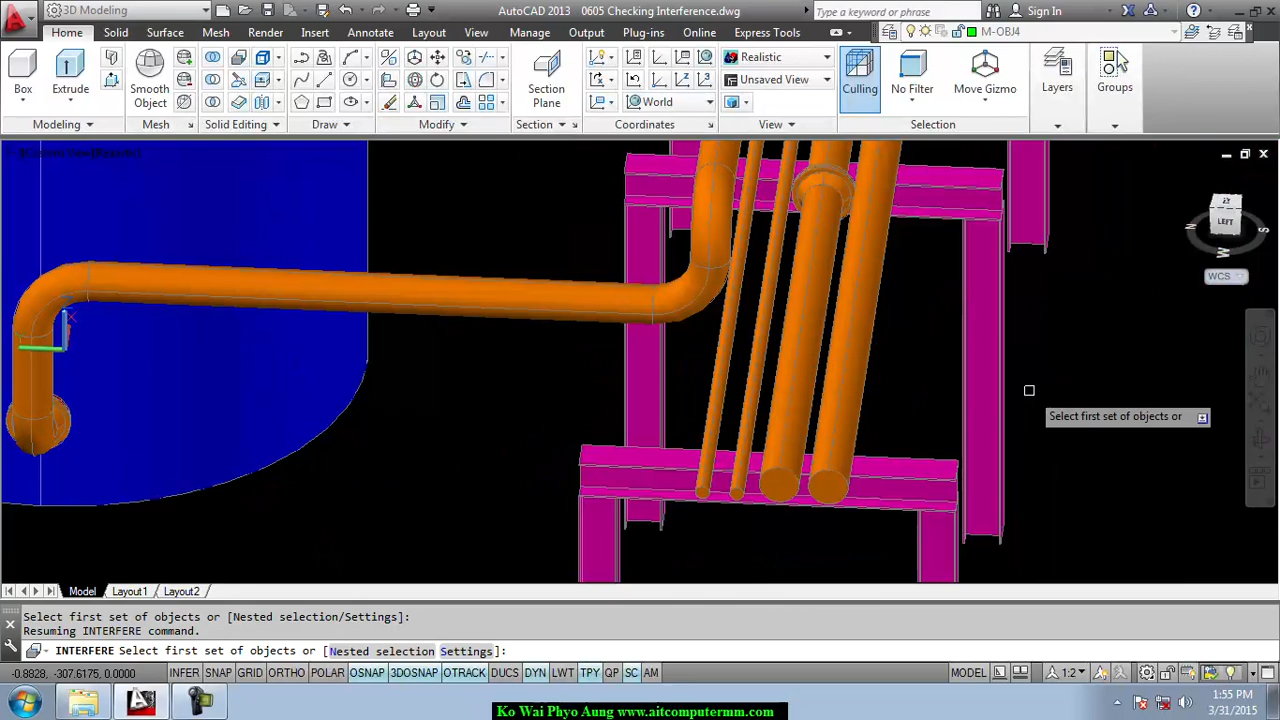 3D Modeling
AutoCAD 2013 0605 Checking Interference.dwg
Type a keyword or phrase
Sign In
Home Solid Surface Insert Annotate Layout View Manage Output Plug-ins Online Express Tools
M-OBJ4
Box
Extrude
Smooth Object
Section Plane
Realistic
Unsaved View
World
Culling
No Filter
Move Gizmo
Layers
Groups
Modeling Mesh Solid Editing Draw Modify Section Coordinates View Selection
XY
LEFT
N
S
W
WCS
Select first set of objects or
Model Layout1 Layout2
Select first set of objects or [Nested selection/Settings]:
Resuming INTERFERE command.
INTERFERE Select first set of objects or [Nested selection Settings]:
-0.8828, -307.6175, 0.0000
INFER SNAP GRID ORTHO POLAR OSNAP 3DOSNAP OTRACK DUCS DYN LWT TPY SC AM
MODEL
1:2
1:55 PM
3/31/2015
Ko Wai Phyo Aung www.aitcomputermm.com